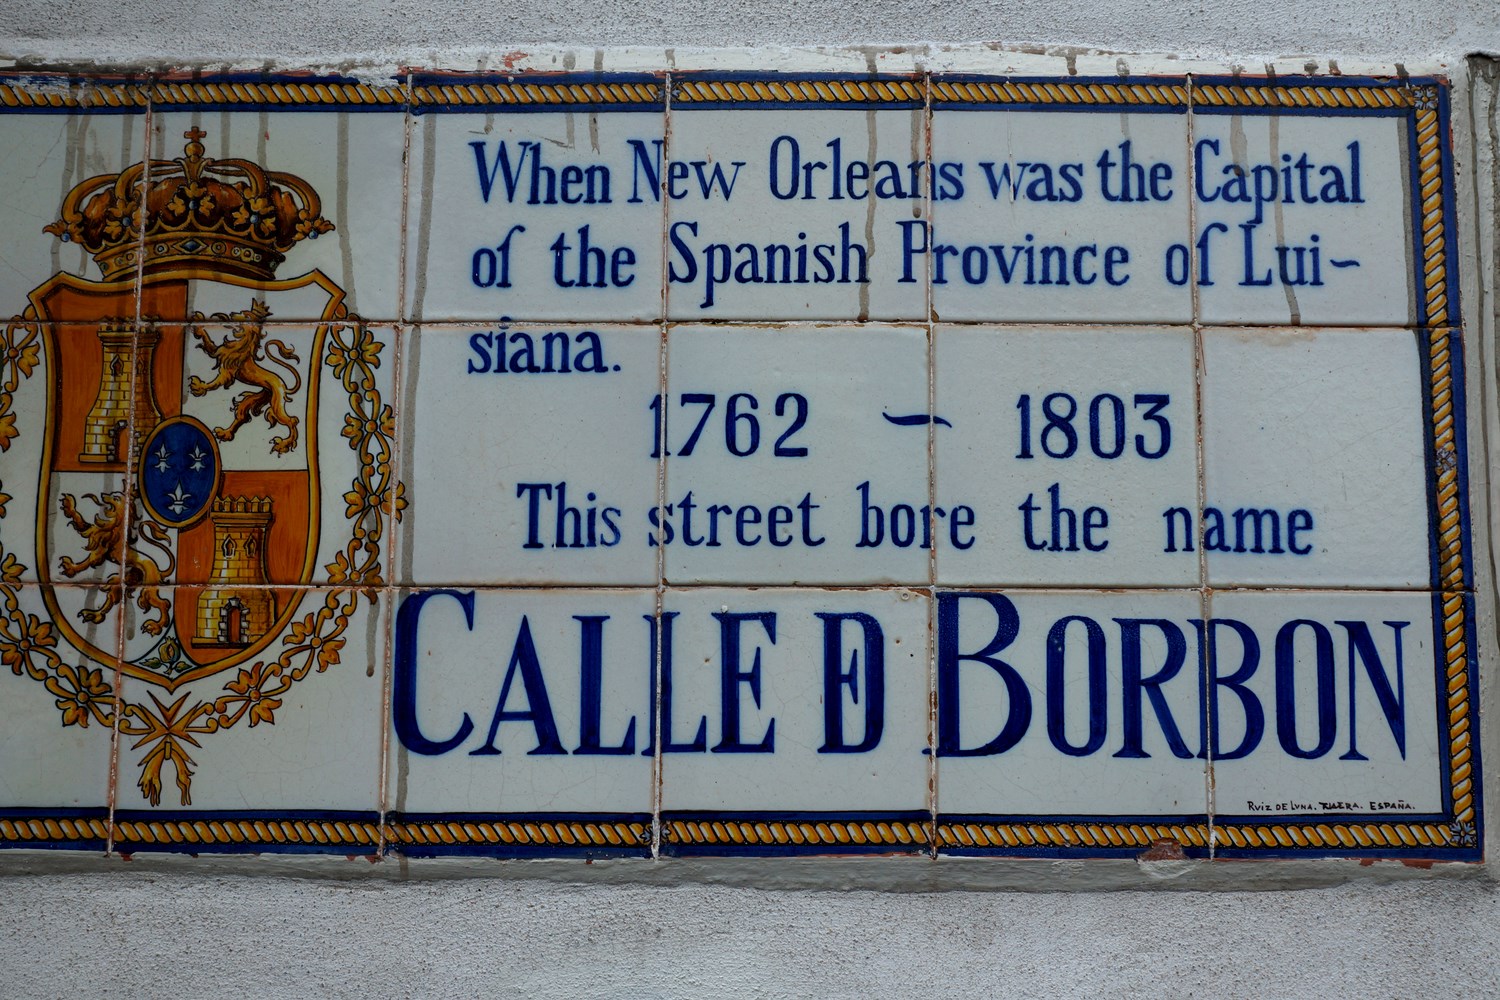 When New Orleans was the Capital
of the Spanish Province of Lui~
siana.
1762 ~ 1803
This street bore the name
CALLE D BORBON
RUIZ DE LUNA. ESPAÑA.